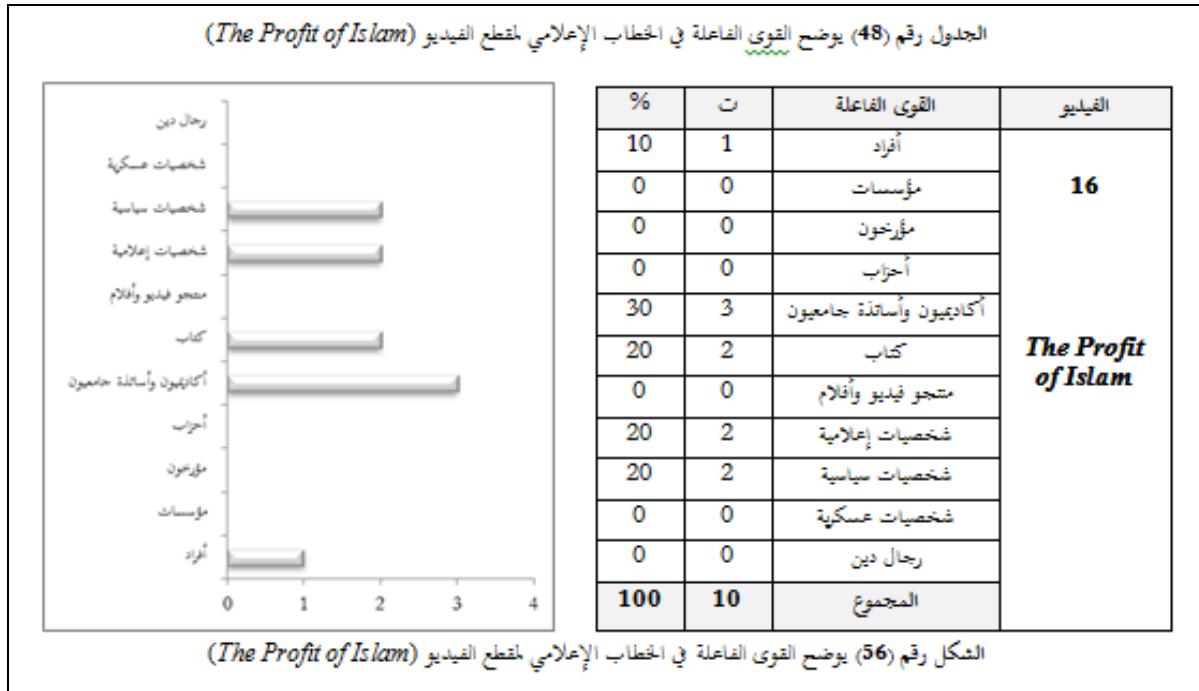 الجدول رقم (48) يوضح القوى الفاعلة في الخطاب الإعلامي لمقطع الفيديو (The Profit of Islam)
الفيديو القوى الفاعلة ت %
أفراد 1 10
16 مؤسسات 0 0
مؤرخون 0 0
أحزاب 0 0
أكاديميون وأساتذة جامعيون 3 30
The Profit of Islam
كتاب 2 20
منتجو فيديو وأفلام 0 0
شخصيات إعلامية 2 20
شخصيات سياسية 2 20
شخصيات عسكرية 0 0
رجال دين 0 0
المجموع 10 100
رجال دين
شخصيات عسكرية
شخصيات سياسية
شخصيات إعلامية
منتجو فيديو وأفلام
كتاب
أكاديميون وأساتذة جامعيون
أحزاب
مؤرخون
مؤسسات
أفراد
0 1 2 3 4
الشكل رقم (56) يوضح القوى الفاعلة في الخطاب الإعلامي لمقطع الفيديو (The Profit of Islam)